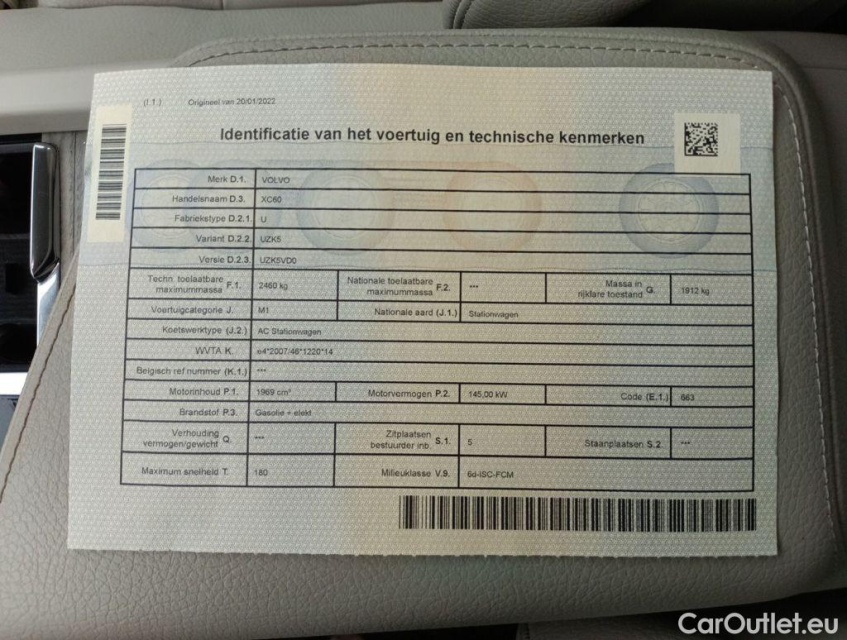 (I.1.) Origineel van 20/01/2022
Identificatie van het voertuig en technische kenmerken
Merk D.1. VOLVO
Handelsnaam D.3. XC60
Fabriekstype D.2.1. U
Variant D.2.2. UZK5
Versie D.2.3. UZK5VD0
Techn. toelaatbare maximummassa F.1. 2460 kg Nationale toelaatbare maximummassa F.2. *** Massa in rijklare toestand G. 1912 kg
Voertuigcategorie J. M1 Nationale aard (J.1.) Stationwagen
Koetswerktype (J.2.) AC Stationwagen
WVTA K. e4*2007/46*1220*14
Belgisch ref nummer (K.1.) ***
Motorinhoud P.1. 1969 cm³ Motorvermogen P.2. 145,00 kW Code (E.1.) 663
Brandstof P.3. Gasolie + elekt
Verhouding vermogen/gewicht Q. *** Zitplaatsen bestuurder inb. S.1. 5 Staanplaatsen S.2. ***
Maximum snelheid T. 180 Milieuklasse V.9. 6d-ISC-FCM
CarOutlet.eu